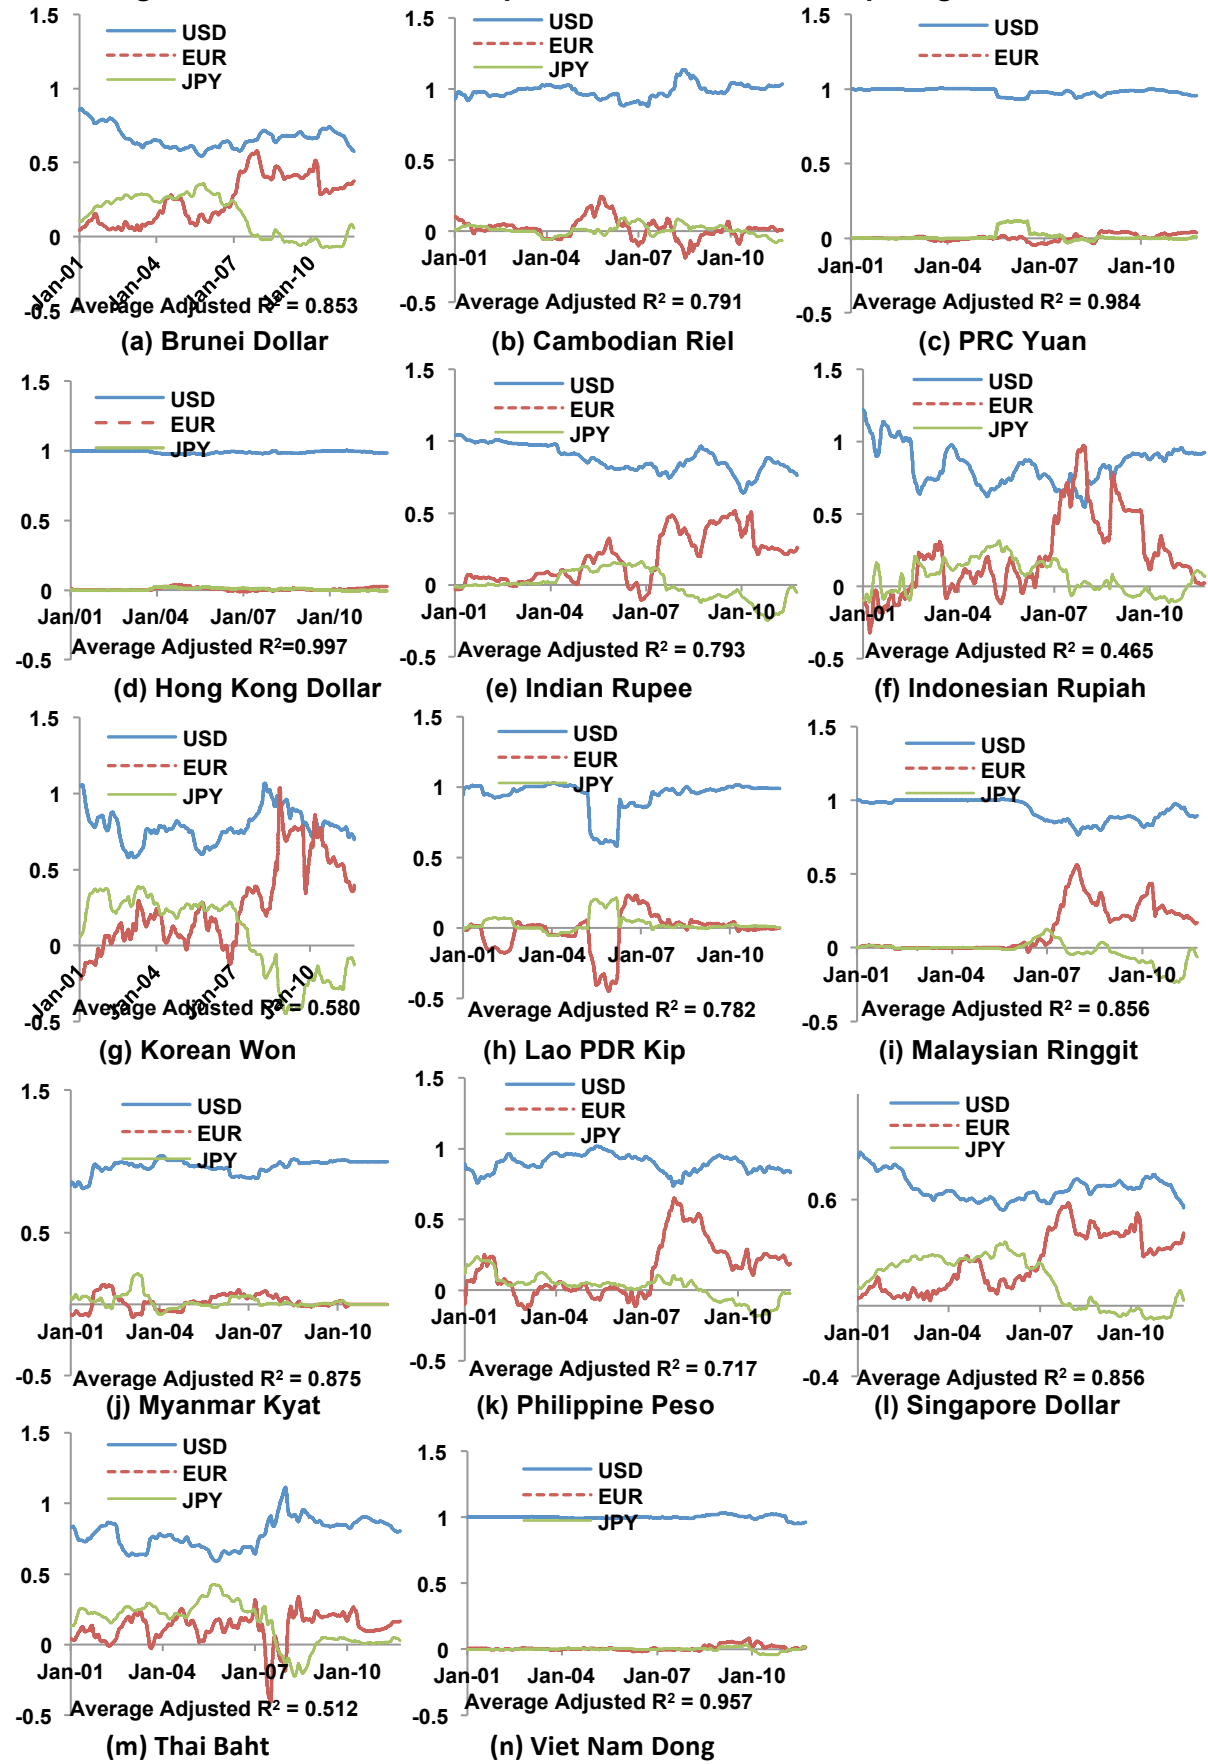 1.5
USD
EUR
JPY
1
0.5
0
-0.5
Jan-01
Jan-04
Jan-07
Jan-10
Average Adjusted R² = 0.853
(a) Brunei Dollar
1.5
USD
EUR
JPY
1
0.5
0
-0.5
Jan-01 Jan-04 Jan-07 Jan-10
Average Adjusted R² = 0.791
(b) Cambodian Riel
1.5
USD
EUR
1
0.5
0
-0.5
Jan-01 Jan-04 Jan-07 Jan-10
Average Adjusted R² = 0.984
(c) PRC Yuan
1.5
USD
EUR
JPY
1
0.5
0
-0.5
Jan/01 Jan/04 Jan/07 Jan/10
Average Adjusted R²=0.997
(d) Hong Kong Dollar
1.5
USD
EUR
JPY
1
0.5
0
-0.5
Jan-01 Jan-04 Jan-07 Jan-10
Average Adjusted R² = 0.793
(e) Indian Rupee
1.5
USD
EUR
JPY
1
0.5
0
-0.5
Jan-01 Jan-04 Jan-07 Jan-10
Average Adjusted R² = 0.465
(f) Indonesian Rupiah
1.5
USD
EUR
JPY
1
0.5
0
-0.5
Jan-01
Jan-04
Jan-07
Jan-10
Average Adjusted R² = 0.580
(g) Korean Won
1.5
USD
EUR
JPY
1
0.5
0
-0.5
Jan-01 Jan-04 Jan-07 Jan-10
Average Adjusted R² = 0.782
(h) Lao PDR Kip
1.5
USD
EUR
JPY
1
0.5
0
-0.5
Jan-01 Jan-04 Jan-07 Jan-10
Average Adjusted R² = 0.856
(i) Malaysian Ringgit
1.5
USD
EUR
JPY
1
0.5
-0.5
Jan-01 Jan-04 Jan-07 Jan-10
Average Adjusted R² = 0.875
(j) Myanmar Kyat
1.5
USD
EUR
JPY
1
0.5
0
-0.5
Jan-01 Jan-04 Jan-07 Jan-10
Average Adjusted R² = 0.717
(k) Philippine Peso
USD
EUR
JPY
0.6
-0.4
Jan-01 Jan-04 Jan-07 Jan-10
Average Adjusted R² = 0.856
(l) Singapore Dollar
1.5
USD
EUR
JPY
1
0.5
0
-0.5
Jan-01 Jan-04 Jan-07 Jan-10
Average Adjusted R² = 0.512
(m) Thai Baht
1.5
USD
EUR
JPY
1
0.5
0
-0.5
Jan-01 Jan-04 Jan-07 Jan-10
Average Adjusted R² = 0.957
(n) Viet Nam Dong